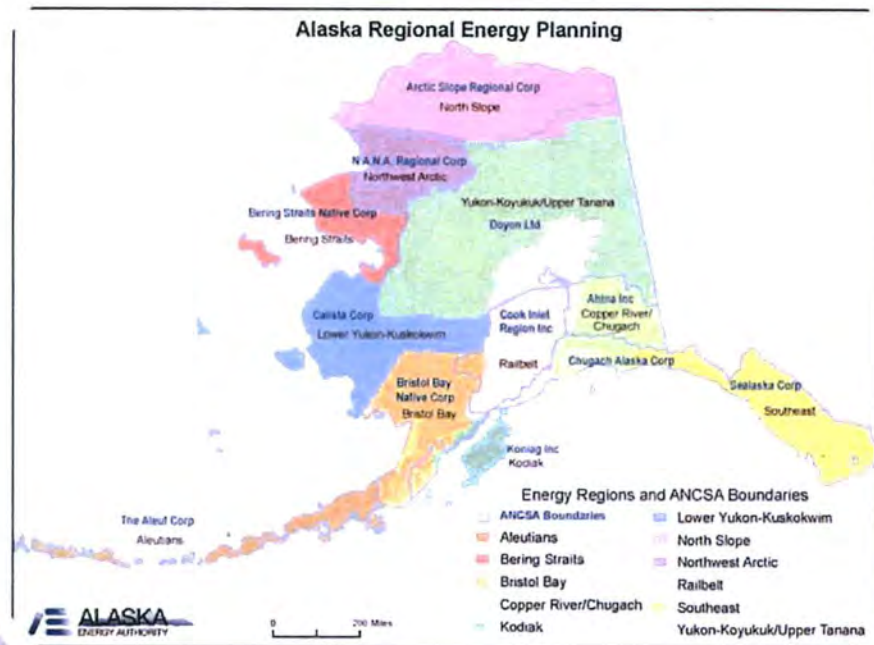 Alaska Regional Energy Planning
Arctic Slope Regional Corp
North Slope
N.A.N.A. Regional Corp
Northwest Arctic
Yukon-Koyukuk/Upper Tanana
Doyon Ltd
Bering Straits Native Corp
Bering Straits
Calista Corp
Lower Yukon-Kuskokwim
Cook Inlet
Region Inc
Railbelt
Ahtna Inc
Copper River/
Chugach
Chugach Alaska Corp
Sealaska Corp
Southeast
Bristol Bay
Native Corp
Bristol Bay
Koniag Inc
Kodiak
The Aleut Corp
Aleutians
Energy Regions and ANCSA Boundaries
ANCSA Boundaries
Aleutians
Bering Straits
Bristol Bay
Copper River/Chugach
Kodiak
Lower Yukon-Kuskokwim
North Slope
Northwest Arctic
Railbelt
Southeast
Yukon-Koyukuk/Upper Tanana
ALASKA
ENERGY AUTHORITY
0 200 Miles